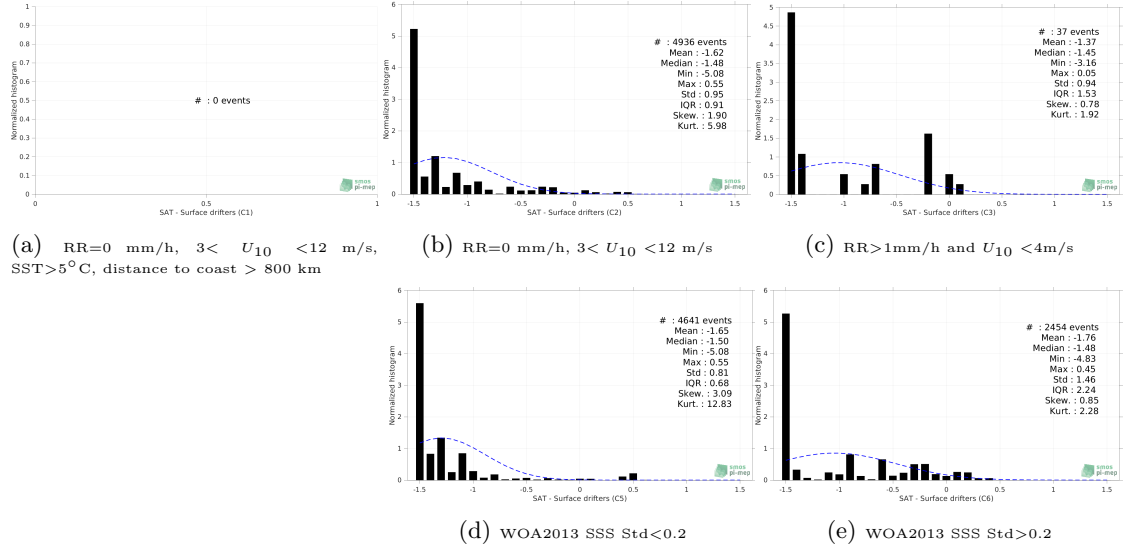 1
0.9
0.8
0.7
0.6
0.5
0.4
0.3
0.2
0.1
0
Normalized histogram
# : 0 events
0 0.5 1
SAT - Surface drifters (C1)
smos
pi-mep
(a) RR=0 mm/h, 3< U10 <12 m/s,
SST>5°C, distance to coast > 800 km
6
5
4
3
2
1
0
Normalized histogram
# : 4936 events
Mean : -1.62
Median : -1.48
Min : -5.08
Max : 0.55
Std : 0.95
IQR : 0.91
Skew. : 1.90
Kurt. : 5.98
-1.5 -1 -0.5 0 0.5 1 1.5
SAT - Surface drifters (C2)
smos
pi-mep
(b) RR=0 mm/h, 3< U10 <12 m/s
5
4.5
4
3.5
3
2.5
2
1.5
1
0.5
0
Normalized histogram
# : 37 events
Mean : -1.37
Median : -1.45
Min : -3.16
Max : 0.05
Std : 0.94
IQR : 1.53
Skew. : 0.78
Kurt. : 1.92
-1.5 -1 -0.5 0 0.5 1 1.5
SAT - Surface drifters (C3)
smos
pi-mep
(c) RR>1mm/h and U10 <4m/s
6
5
4
3
2
1
0
Normalized histogram
# : 4641 events
Mean : -1.65
Median : -1.50
Min : -5.08
Max : 0.55
Std : 0.81
IQR : 0.68
Skew. : 3.09
Kurt. : 12.83
-1.5 -1 -0.5 0 0.5 1 1.5
SAT - Surface drifters (C5)
smos
pi-mep
(d) WOA2013 SSS Std<0.2
6
5
4
3
2
1
0
Normalized histogram
# : 2454 events
Mean : -1.76
Median : -1.48
Min : -4.83
Max : 0.45
Std : 1.46
IQR : 2.24
Skew. : 0.85
Kurt. : 2.28
-1.5 -1 -0.5 0 0.5 1 1.5
SAT - Surface drifters (C6)
smos
pi-mep
(e) WOA2013 SSS Std>0.2